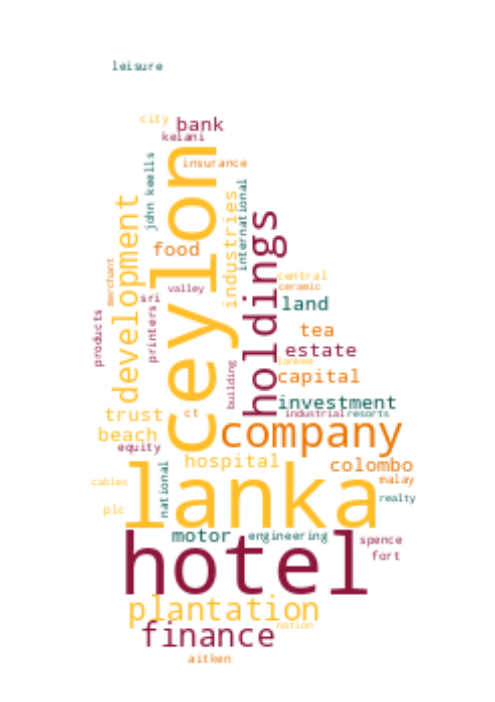 leisure
city
bank
kelani
insurance
john keells
ceylon
international
industries
development
holdings
food
merchant
valley
sri
central
ceramic
land
products
printers
tea
estate
building
capital
investment
trust
ct
industrial
resorts
company
beach
equity
hospital
colombo
lanka
national
cables
malay
realty
plc
motor
engineering
spence
hotel
fort
plantation
nation
finance
aitken